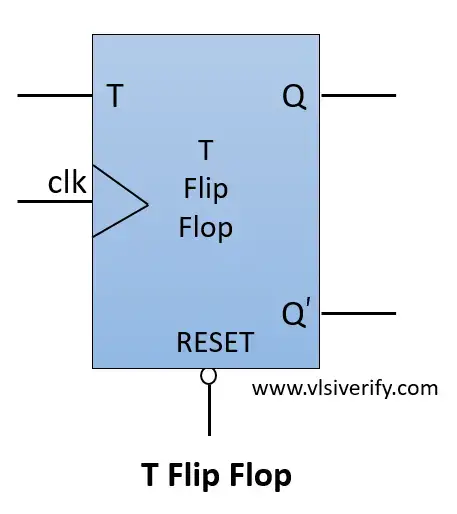 T
Q
clk
T
Flip
Flop
Q'
RESET
www.vlsiverify.com
T Flip Flop